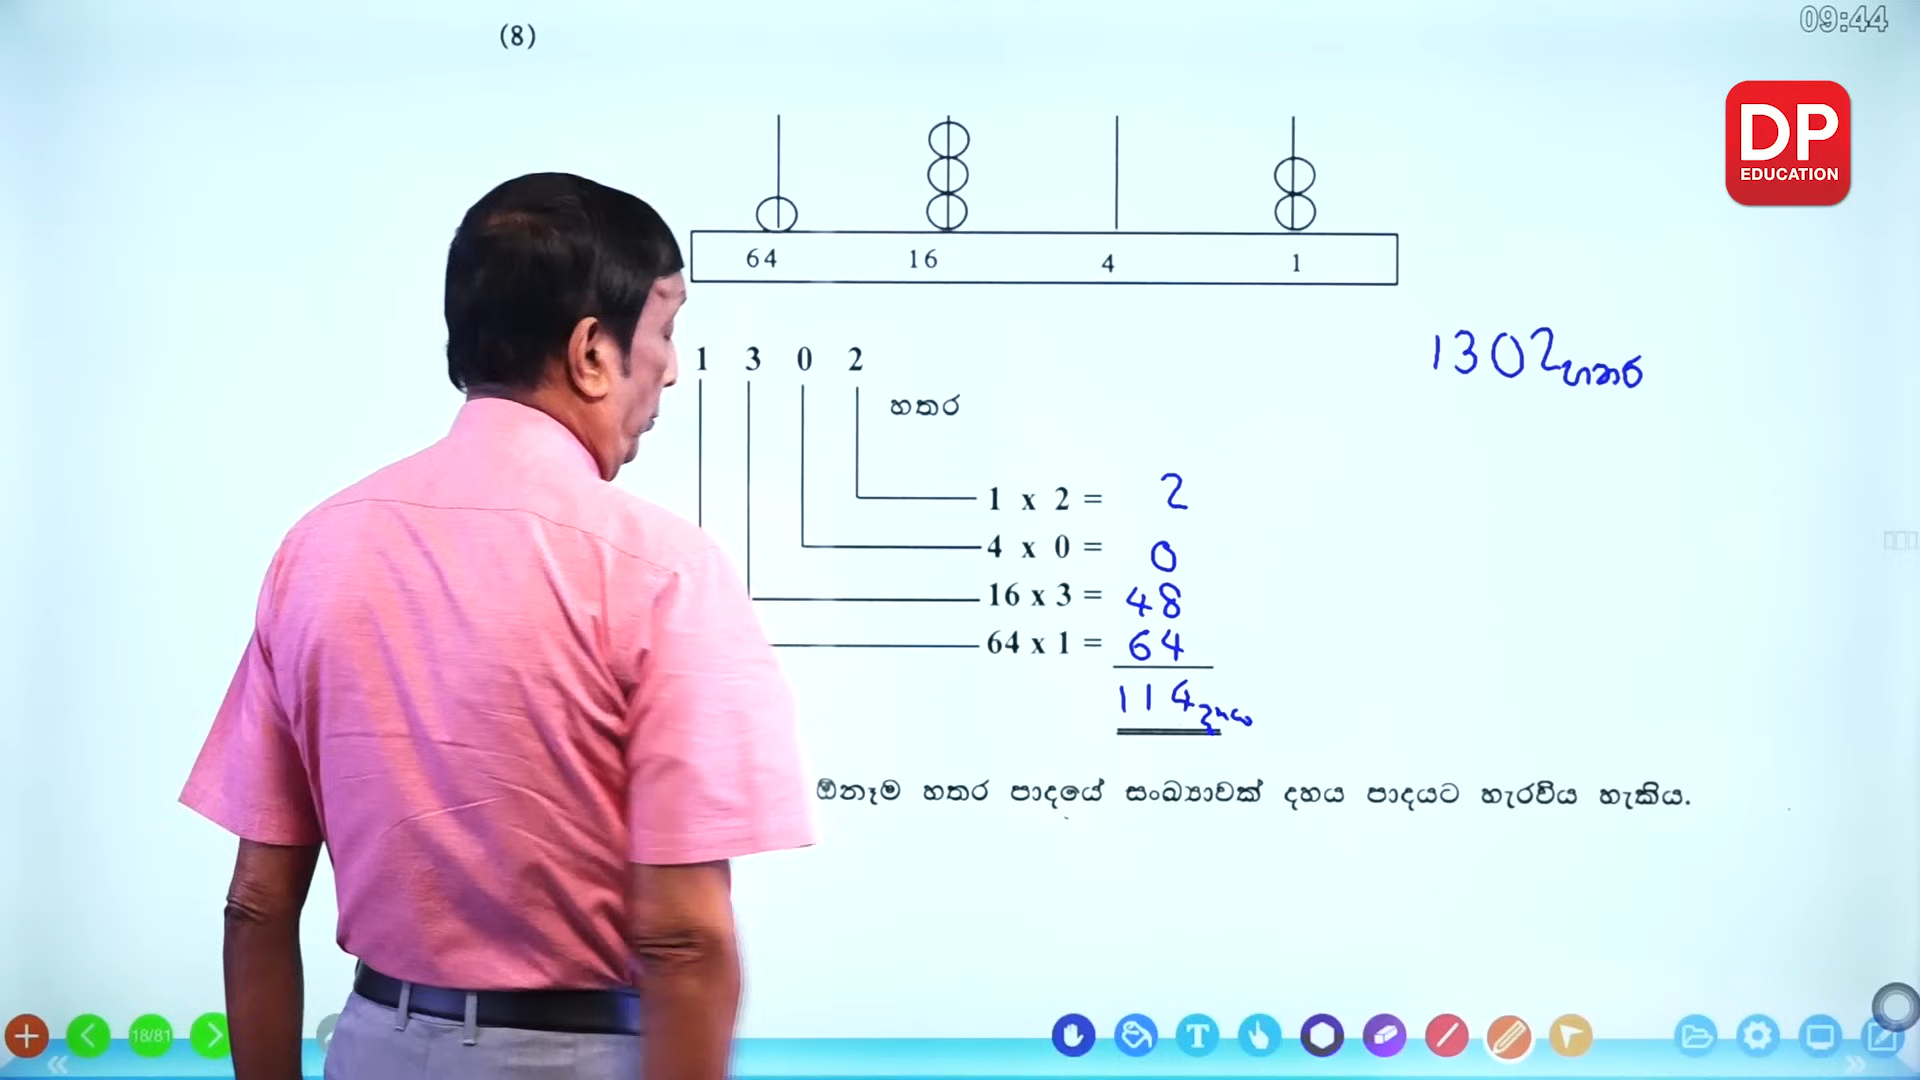 (8)
09:44
DP
EDUCATION
64 16 4 1
1 3 0 2
හතර
1302හතර
1 x 2 = 2
4 x 0 = 0
16 x 3 = 48
64 x 1 = 64
114දහය
ඕනෑම හතර පාදයේ සංඛ්‍යාවක් දහය පාදයට හැරවිය හැකිය.
18/81
T